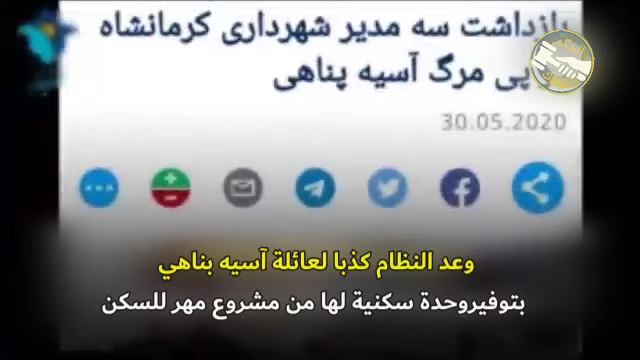 بازداشت سه مدیر شهرداری کرمانشاه
پی مرگ آسیه پناهی
30.05.2020
وعد النظام كذبا لعائلة آسيه بناهي
بتوفيروحدة سكنية لها من مشروع مهر للسكن